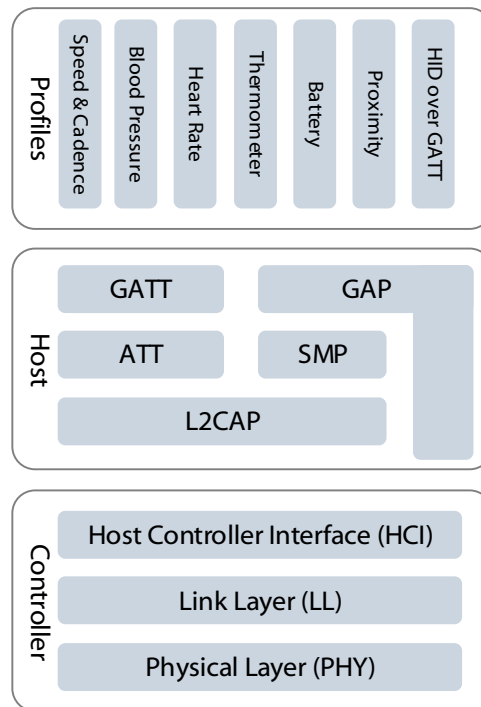 Profiles
Speed & Cadence
Blood Pressure
Heart Rate
Thermometer
Battery
Proximity
HID over GATT
Host
GATT
GAP
ATT
SMP
L2CAP
Controller
Host Controller Interface (HCI)
Link Layer (LL)
Physical Layer (PHY)